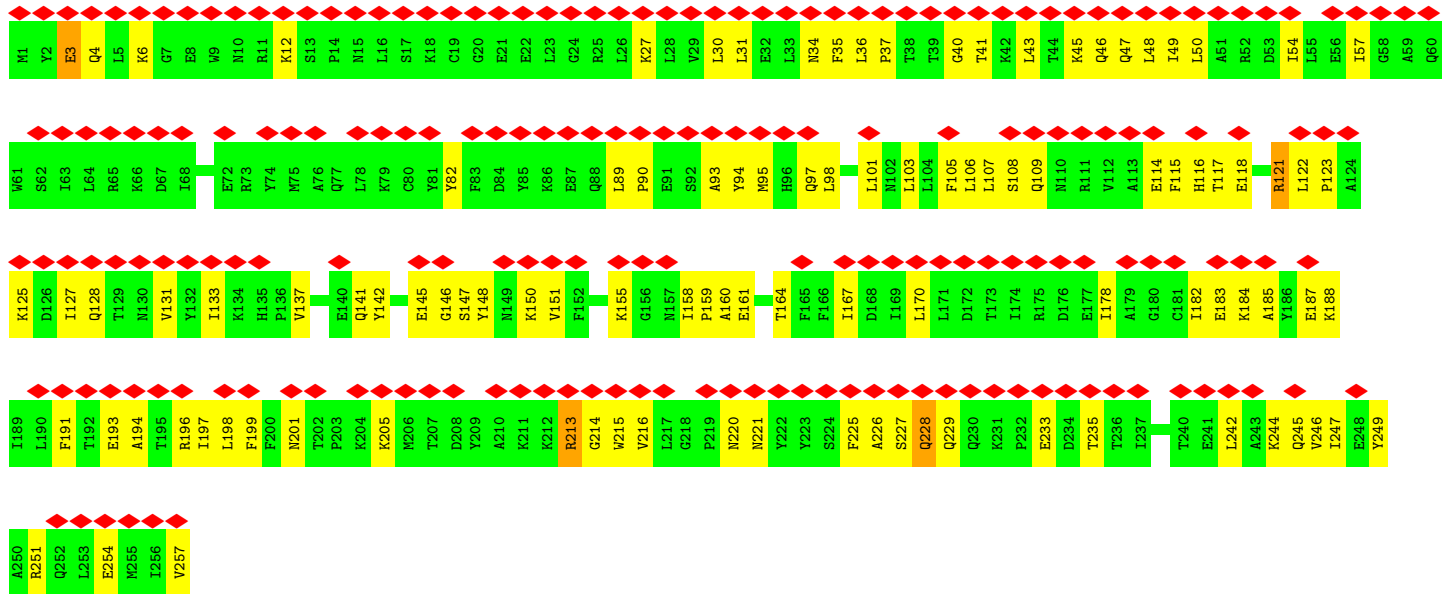 M1 Y2 E3 Q4 L5 K6 G7 E8 W9 N10 R11 K12 S13 P14 N15 L16 S17 K18 C19 G20 E21 E22 L23 G24 R25 L26 K27 L28 V29 L30 L31 E32 L33 N34 F35 L36 P37 T38 T39 G40 T41 K42 L43 T44 K45 Q46 Q47 L48 I49 L50 A51 R52 D53 I54 L55 E56 I57 G58 A59 Q60
W61 S62 I63 L64 R65 K66 D67 I68 E72 R73 Y74 M75 A76 Q77 L78 K79 C80 Y81 Y82 F83 D84 Y85 K86 E87 Q88 L89 P90 E91 S92 A93 Y94 M95 H96 Q97 L98 L101 N102 L103 L104 F105 L106 L107 S108 Q109 N110 R111 V112 A113 E114 F115 H116 T117 E118 R121 L122 P123 A124
K125 D126 I127 Q128 T129 N130 V131 Y132 I133 K134 H135 P136 V137 E140 Q141 Y142 E145 G146 S147 Y148 N149 K150 V151 F152 K155 G156 N157 I158 P159 A160 E161 T164 F165 F166 I167 D168 I169 L170 L171 D172 T173 I174 R175 D176 E177 I178 A179 G180 C181 I182 E183 K184 A185 Y186 E187 K188
I189 L190 F191 T192 E193 A194 T195 R196 I197 L198 F199 F200 N201 T202 P203 K204 K205 M206 T207 D208 Y209 A210 K211 K212 R213 G214 W215 V216 L217 G218 P219 N220 N221 Y222 Y223 S224 F225 A226 S227 Q228 Q229 Q230 K231 P232 E233 D234 T235 T236 I237 T240 E241 L242 A243 K244 Q245 V246 I247 E248 Y249
A250 R251 Q252 L253 E254 M255 I256 V257